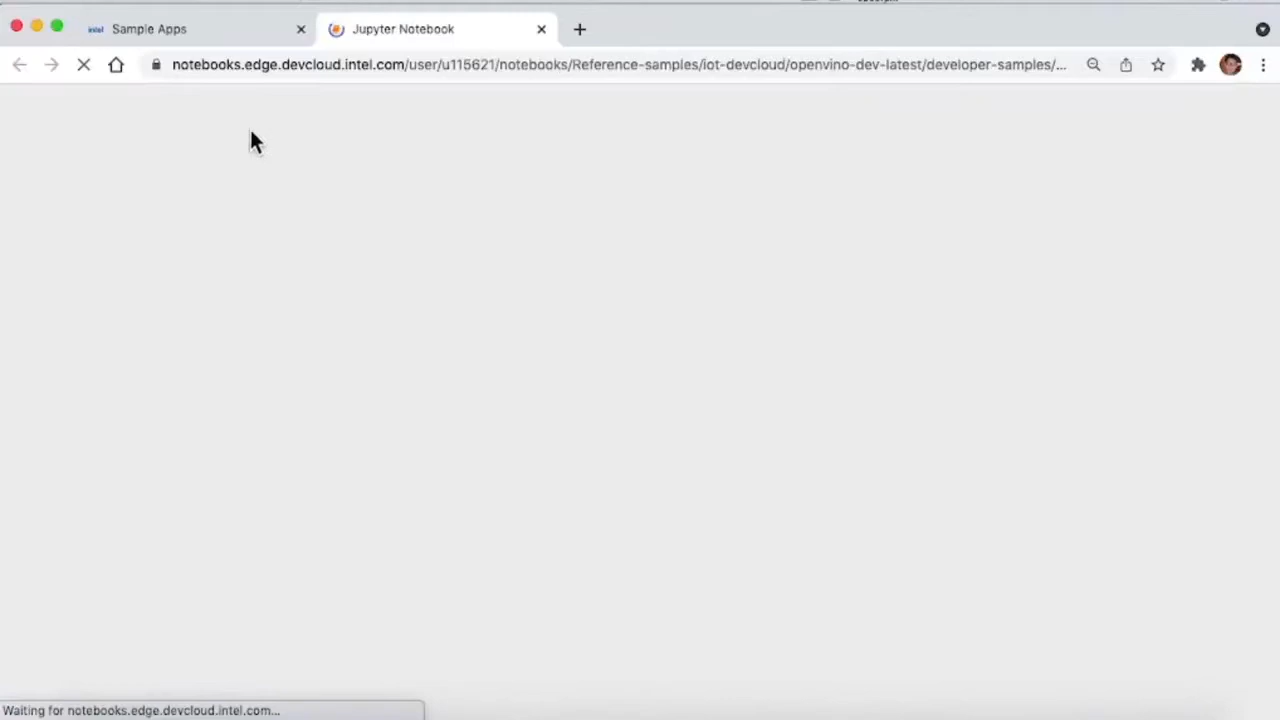 intel Sample Apps
Jupyter Notebook
notebooks.edge.devcloud.intel.com/user/u115621/notebooks/Reference-samples/iot-devcloud/openvino-dev-latest/developer-samples/...
Waiting for notebooks.edge.devcloud.intel.com...